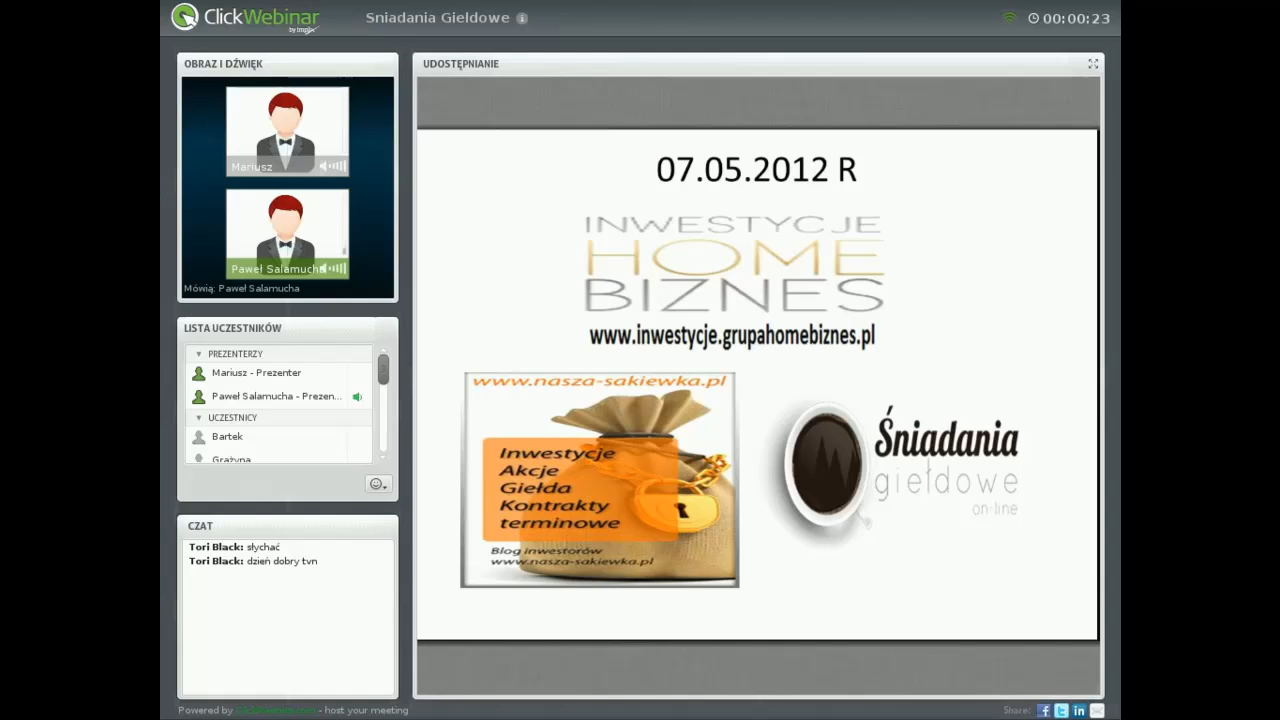 ClickWebinar
by Implix
Sniadania Gieldowe
00:00:23
OBRAZ I DŹWIĘK
Mariusz
Paweł Salamucha
Mówią: Paweł Salamucha
LISTA UCZESTNIKÓW
PREZENTERZY
Mariusz - Prezenter
Paweł Salamucha - Prezen...
UCZESTNICY
Bartek
Grażyna
CZAT
Tori Black: słychać
Tori Black: dzień dobry tvn
UDOSTĘPNIANIE
07.05.2012 R
INWESTYCJE
HOME
BIZNES
www.inwestycje.grupahomebiznes.pl
www.nasza-sakiewka.pl
Inwestycje
Akcje
Giełda
Kontrakty
terminowe
Blog inwestorów
www.nasza-sakiewka.pl
Śniadania
giełdowe
on-line
Powered by - host your meeting
Share: